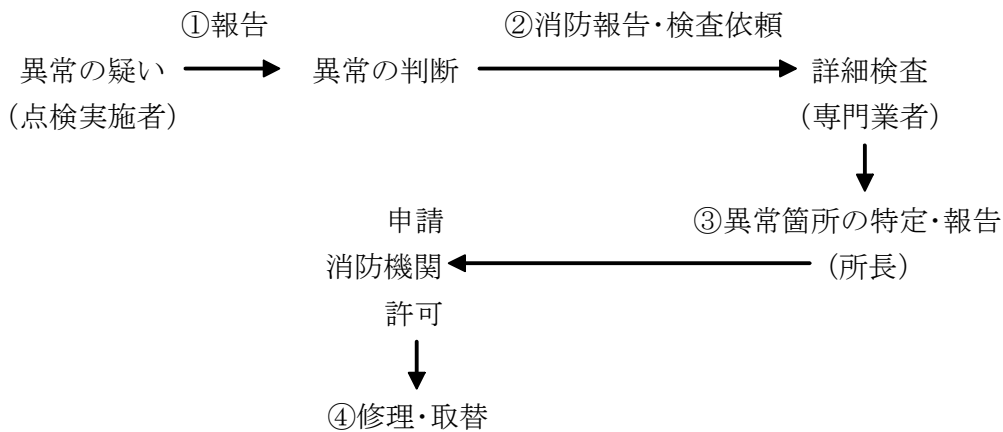 ①報告 ②消防報告・検査依頼
異常の疑い 異常の判断 詳細検査
(点検実施者) (専門業者)
申請 ③異常箇所の特定・報告
消防機関 (所長)
許可
④修理・取替